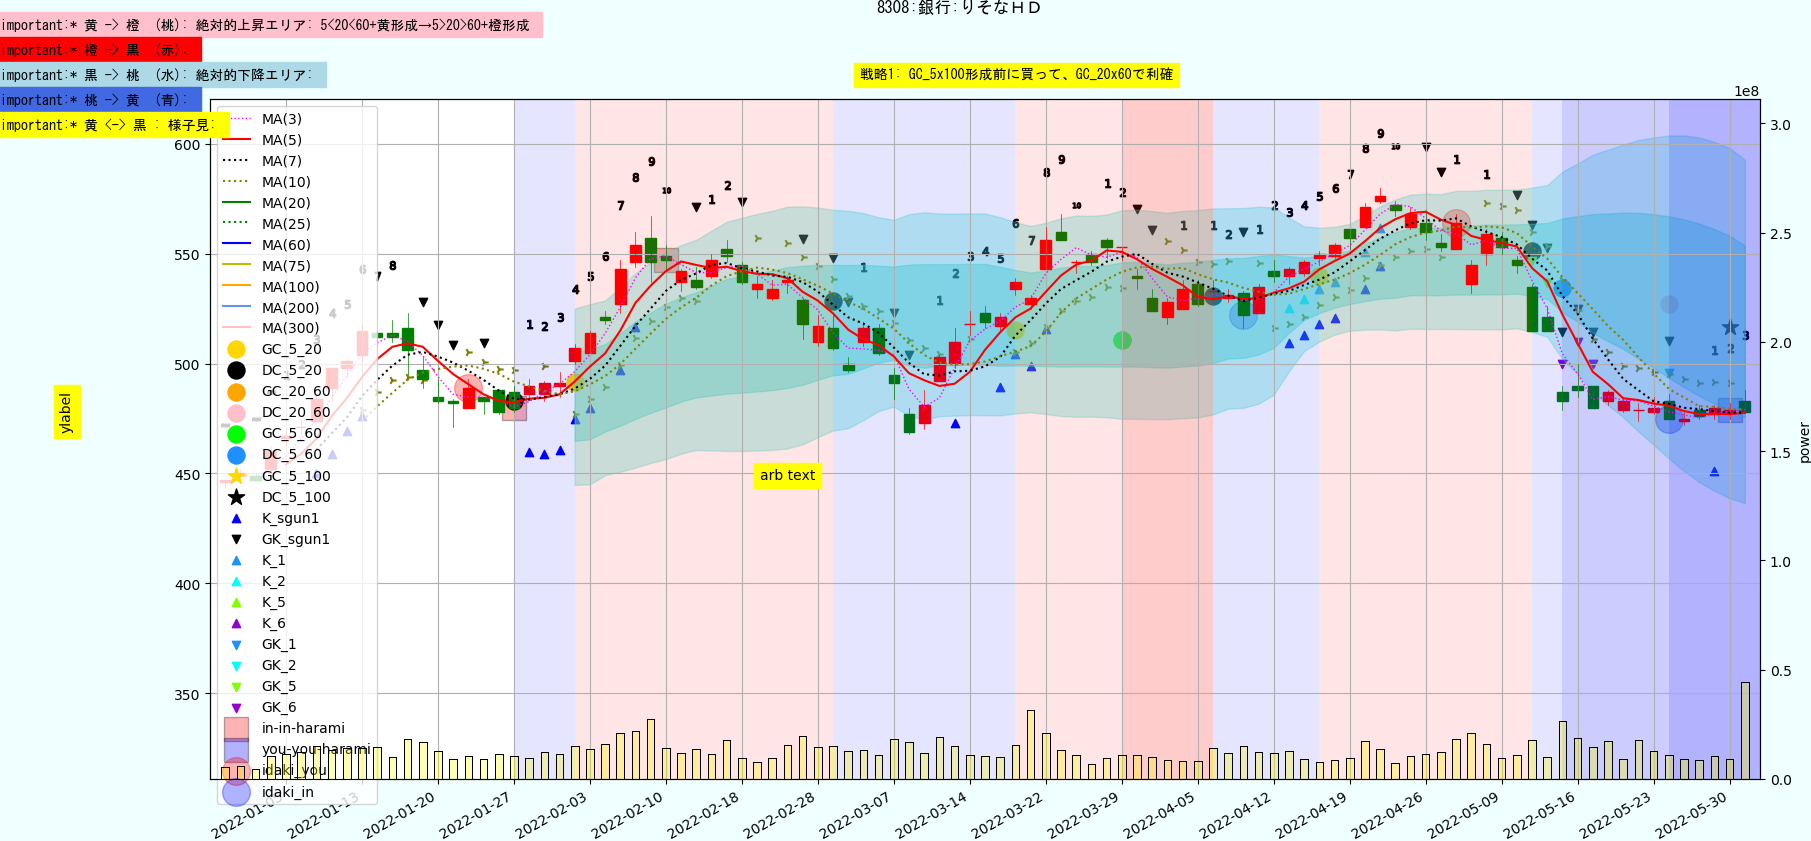 8308:銀行:りそなＨＤ
important:* 黄 -> 橙 (桃): 絶対的上昇エリア: 5<20<60+黄形成→5>20>60+橙形成
important:* 橙 -> 黒 (赤):
important:* 黒 -> 桃 (水): 絶対的下降エリア:
important:* 桃 -> 黄 (青):
important:* 黄 <-> 黒 : 様子見:
戦略1: GC_5x100形成前に買って、GC_20x60で利確
1e8
MA(3)
MA(5)
MA(7)
MA(10)
MA(20)
MA(25)
MA(60)
MA(75)
MA(100)
MA(200)
MA(300)
GC_5_20
DC_5_20
GC_20_60
DC_20_60
GC_5_60
DC_5_60
GC_5_100
DC_5_100
K_sgun1
GK_sgun1
K_1
K_2
K_5
K_6
GK_1
GK_2
GK_5
GK_6
in-in-harami
you-you-harami
idaki_you
idaki_in
600
550
500
450
400
350
ylabel
arb text
3.0
2.5
2.0
1.5
1.0
0.5
0.0
power
2022-01-05
2022-01-13
2022-01-20
2022-01-27
2022-02-03
2022-02-10
2022-02-18
2022-02-28
2022-03-07
2022-03-14
2022-03-22
2022-03-29
2022-04-05
2022-04-12
2022-04-19
2022-04-26
2022-05-09
2022-05-16
2022-05-23
2022-05-30